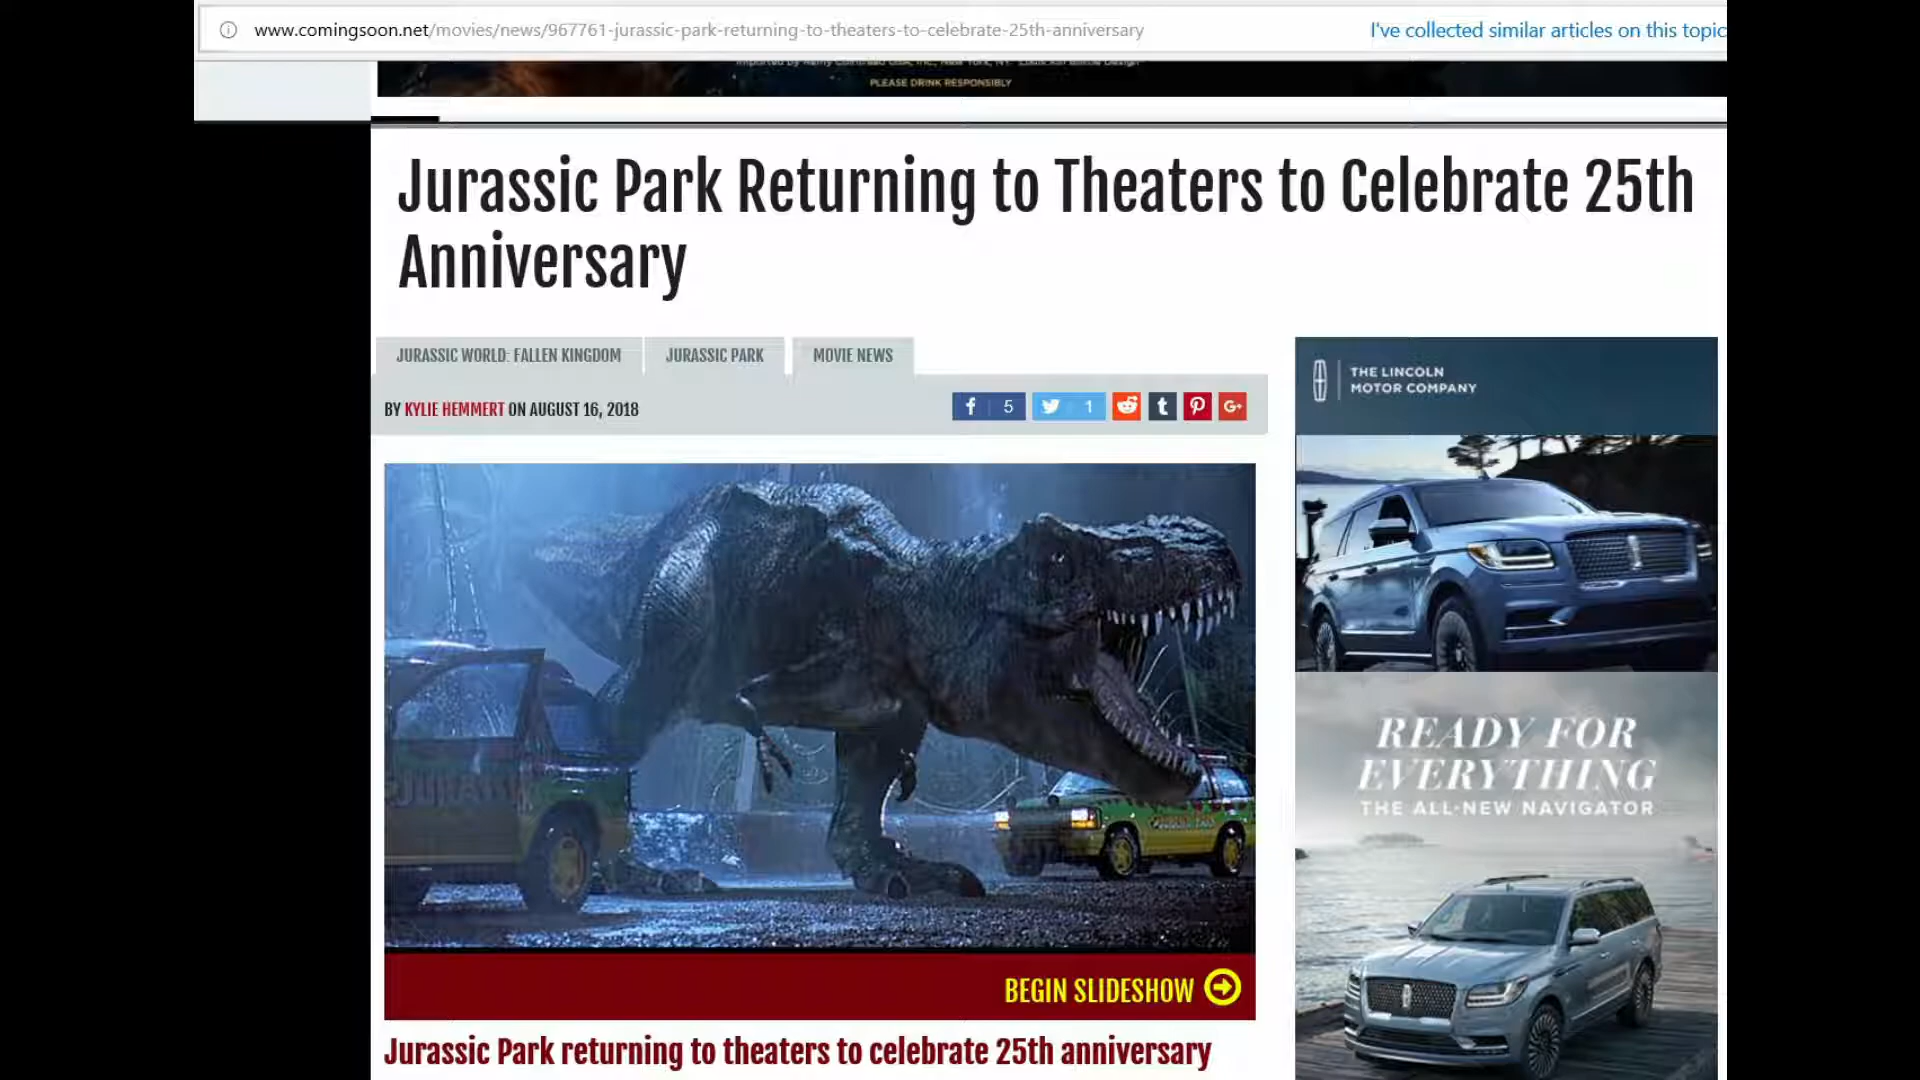 www.comingsoon.net/movies/news/967761-jurassic-park-returning-to-theaters-to-celebrate-25th-anniversary
I've collected similar articles on this topic
PLEASE DRINK RESPONSIBLY
Jurassic Park Returning to Theaters to Celebrate 25th
Anniversary
JURASSIC WORLD: FALLEN KINGDOM
JURASSIC PARK
MOVIE NEWS
BY KYLIE HEMMERT ON AUGUST 16, 2018
5
1
THE LINCOLN
MOTOR COMPANY
READY FOR
EVERYTHING
THE ALL-NEW NAVIGATOR
BEGIN SLIDESHOW
Jurassic Park returning to theaters to celebrate 25th anniversary